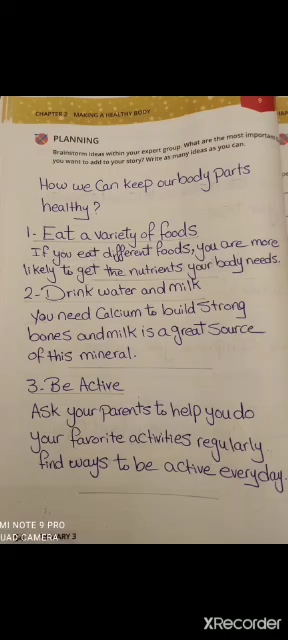 CHAPTER 2 MAKING A HEALTHY BODY
PLANNING
Brainstorm ideas within your expert group. What are the most important
you want to add to your story? Write as many ideas as you can.
How we can keep our body parts
healthy?
1- Eat a variety of foods
If you eat different foods, you are more
likely to get the nutrients your body needs.
2- Drink water and milk
You need Calcium to build Strong
bones and milk is a great Source
of this mineral.
3- Be Active
Ask your parents to help you do
your favorite activities regularly
find ways to be active everyday.
MI NOTE 9 PRO
UAD CAMERA
ARY 3
XRecorder